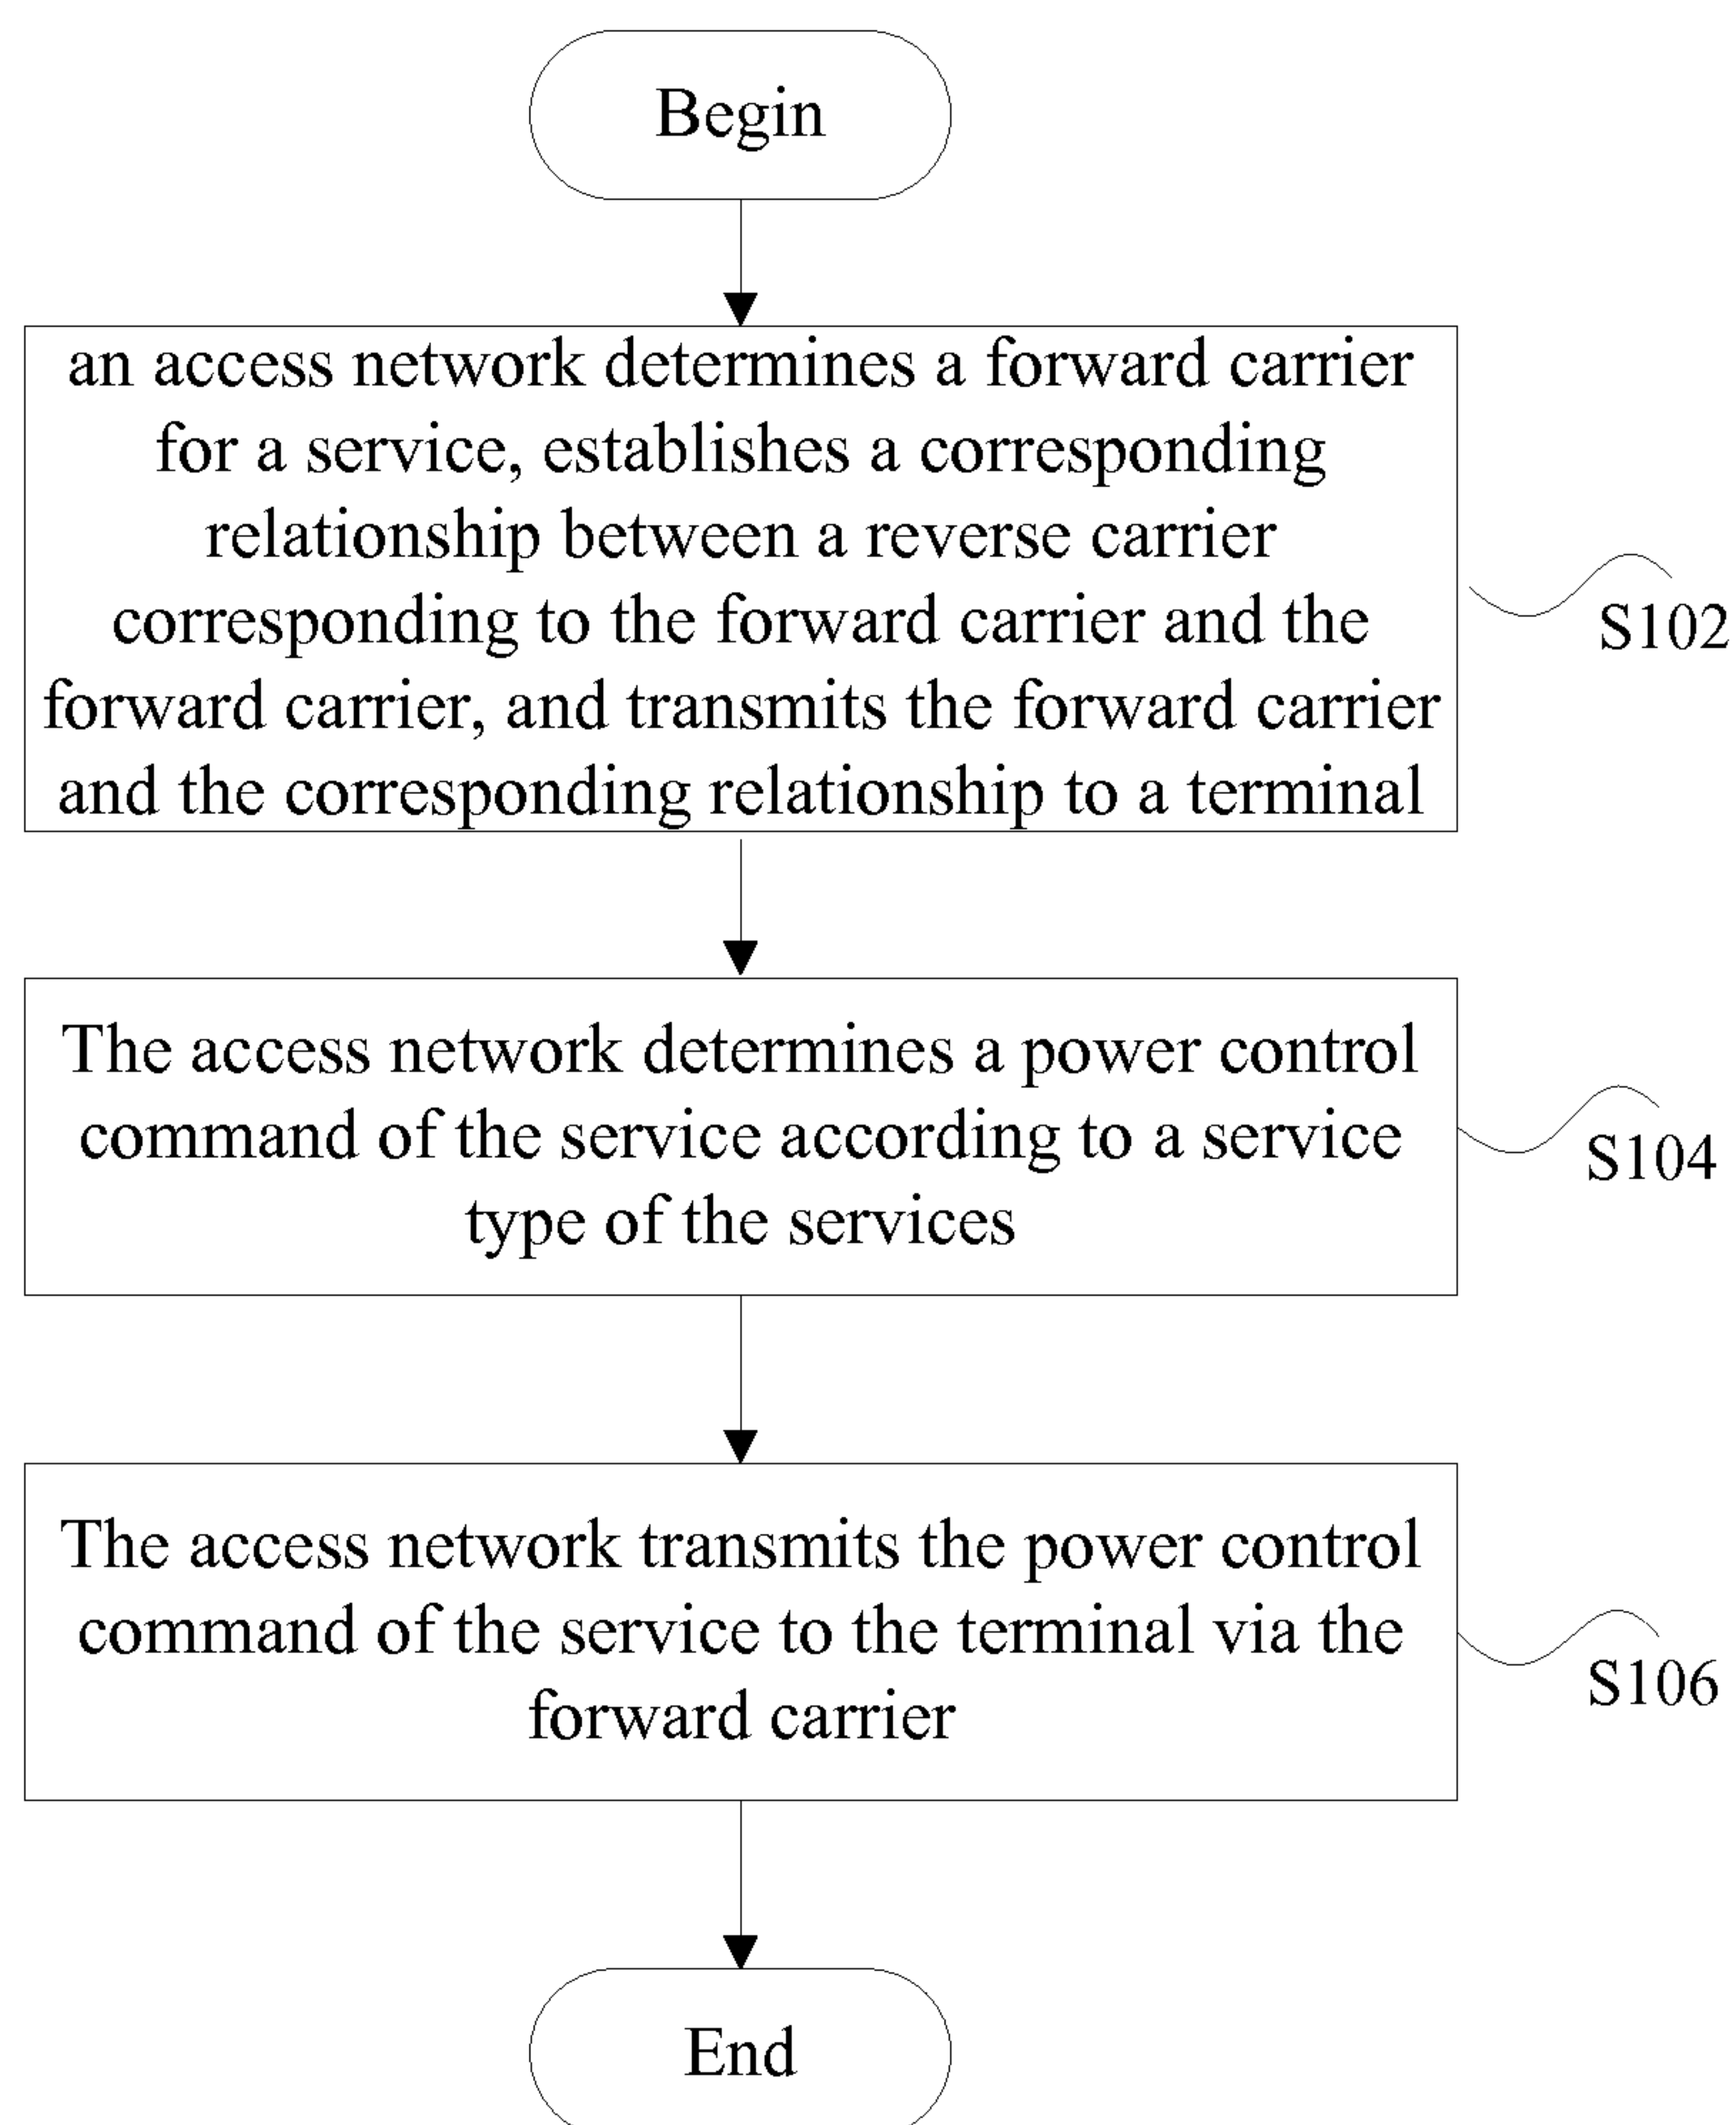 Begin
an access network determines a forward carrier
for a service, establishes a corresponding
relationship between a reverse carrier
corresponding to the forward carrier and the
forward carrier, and transmits the forward carrier
and the corresponding relationship to a terminal
S102
The access network determines a power control
command of the service according to a service
type of the services
S104
The access network transmits the power control
command of the service to the terminal via the
forward carrier
S106
End